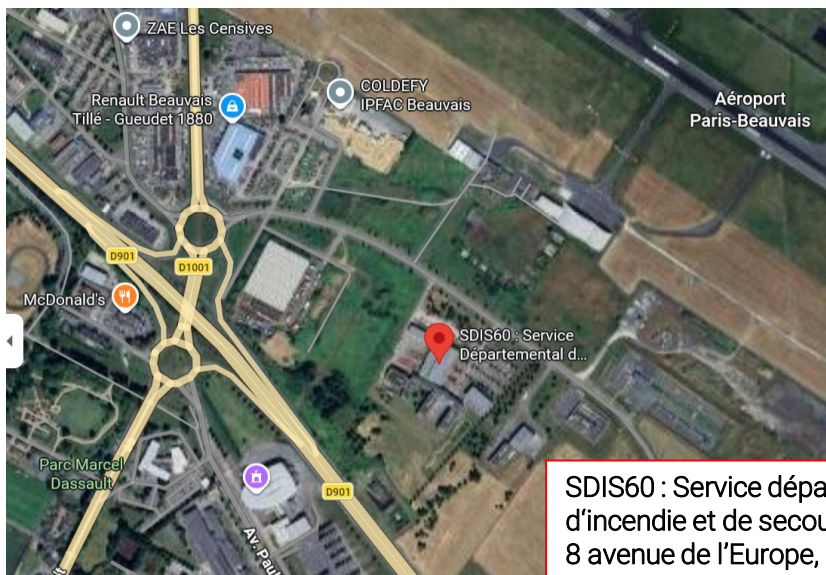 ZAE Les Censives
Renault Beauvais
Tillé - Gueudet 1880
COLDEFY
IPFAC Beauvais
Aéroport
Paris-Beauvais
D901
D1001
McDonald's
SDIS60 : Service
Départemental d...
Parc Marcel
Dassault
D901
Av. Paul
SDIS60 : Service dépa
d‘incendie et de secou
8 avenue de l’Europe,